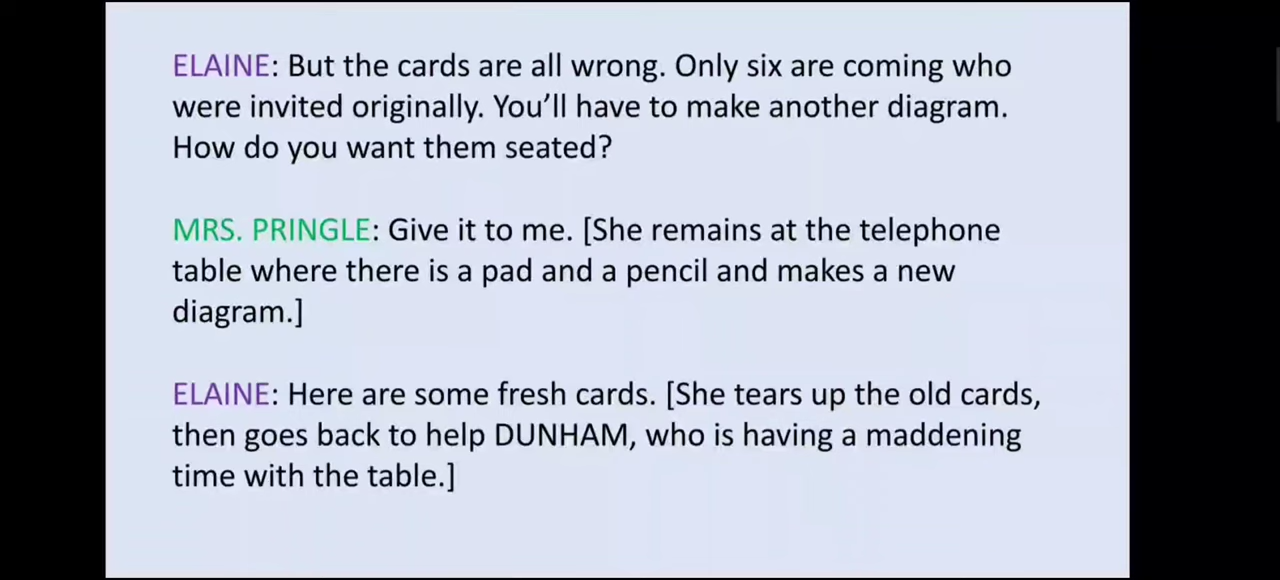 ELAINE: But the cards are all wrong. Only six are coming who
were invited originally. You’ll have to make another diagram.
How do you want them seated?
MRS. PRINGLE: Give it to me. [She remains at the telephone
table where there is a pad and a pencil and makes a new
diagram.]
ELAINE: Here are some fresh cards. [She tears up the old cards,
then goes back to help DUNHAM, who is having a maddening
time with the table.]